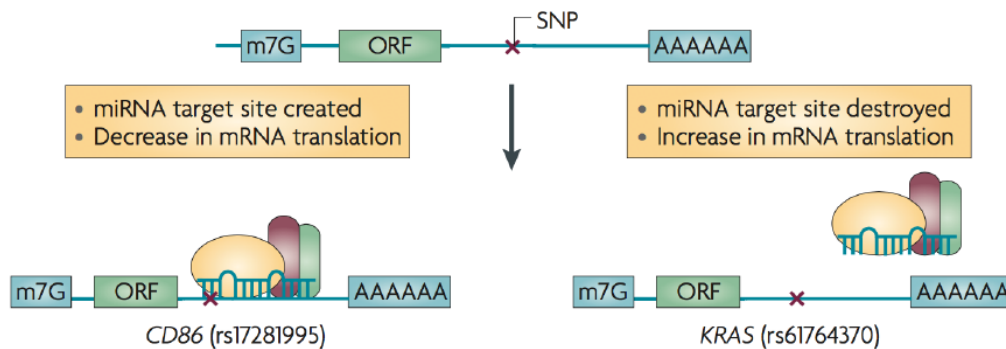 SNP
m7G ORF AAAAAA
• miRNA target site created
• Decrease in mRNA translation
• miRNA target site destroyed
• Increase in mRNA translation
m7G ORF AAAAAA
CD86 (rs17281995)
m7G ORF AAAAAA
KRAS (rs61764370)